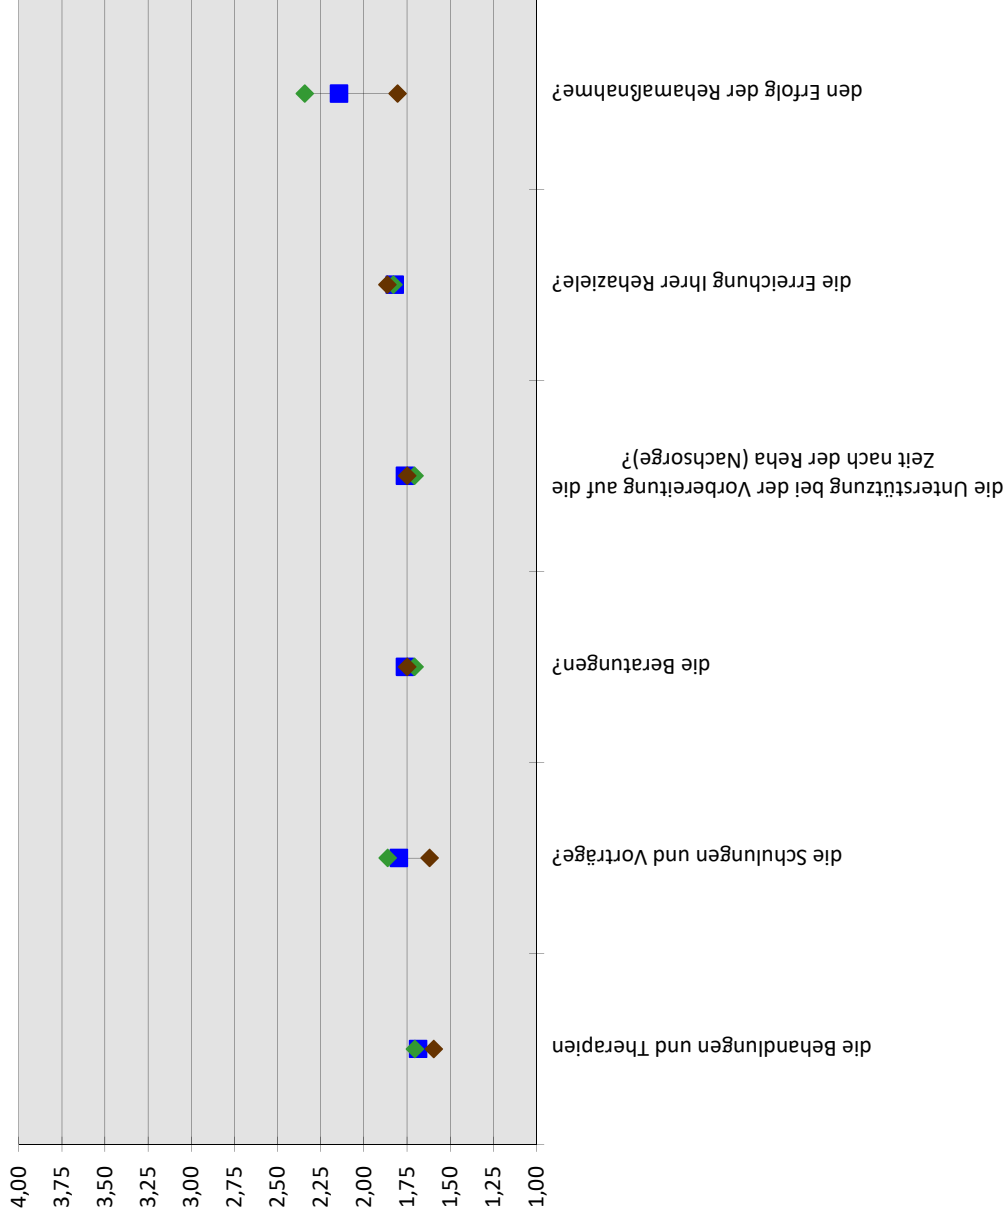 1,00
1,25
1,50
1,75
2,00
2,25
2,50
2,75
3,00
3,25
3,50
3,75
4,00
die Behandlungen und Therapien
die Schulungen und Vorträge?
die Beratungen?
die Unterstützung bei der Vorbereitung auf die
Zeit nach der Reha (Nachsorge)?
die Erreichung Ihrer Rehaziele?
den Erfolg der Rehamaßnahme?